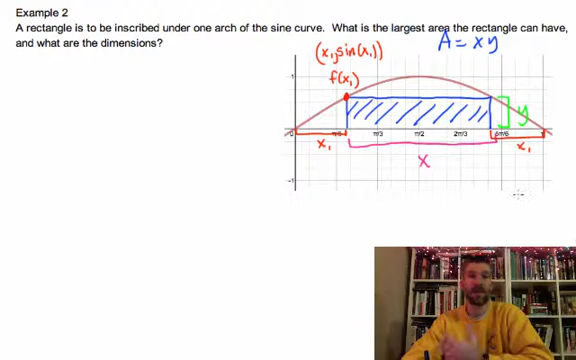 Example 2
A rectangle is to be inscribed under one arch of the sine curve. What is the largest area the rectangle can have,
and what are the dimensions?
A = xy
(x₁, sin(x₁))
f(x₁)
1
y
0
π/6
π/3
π/2
2π/3
5π/6
x₁
x
x₁
-1